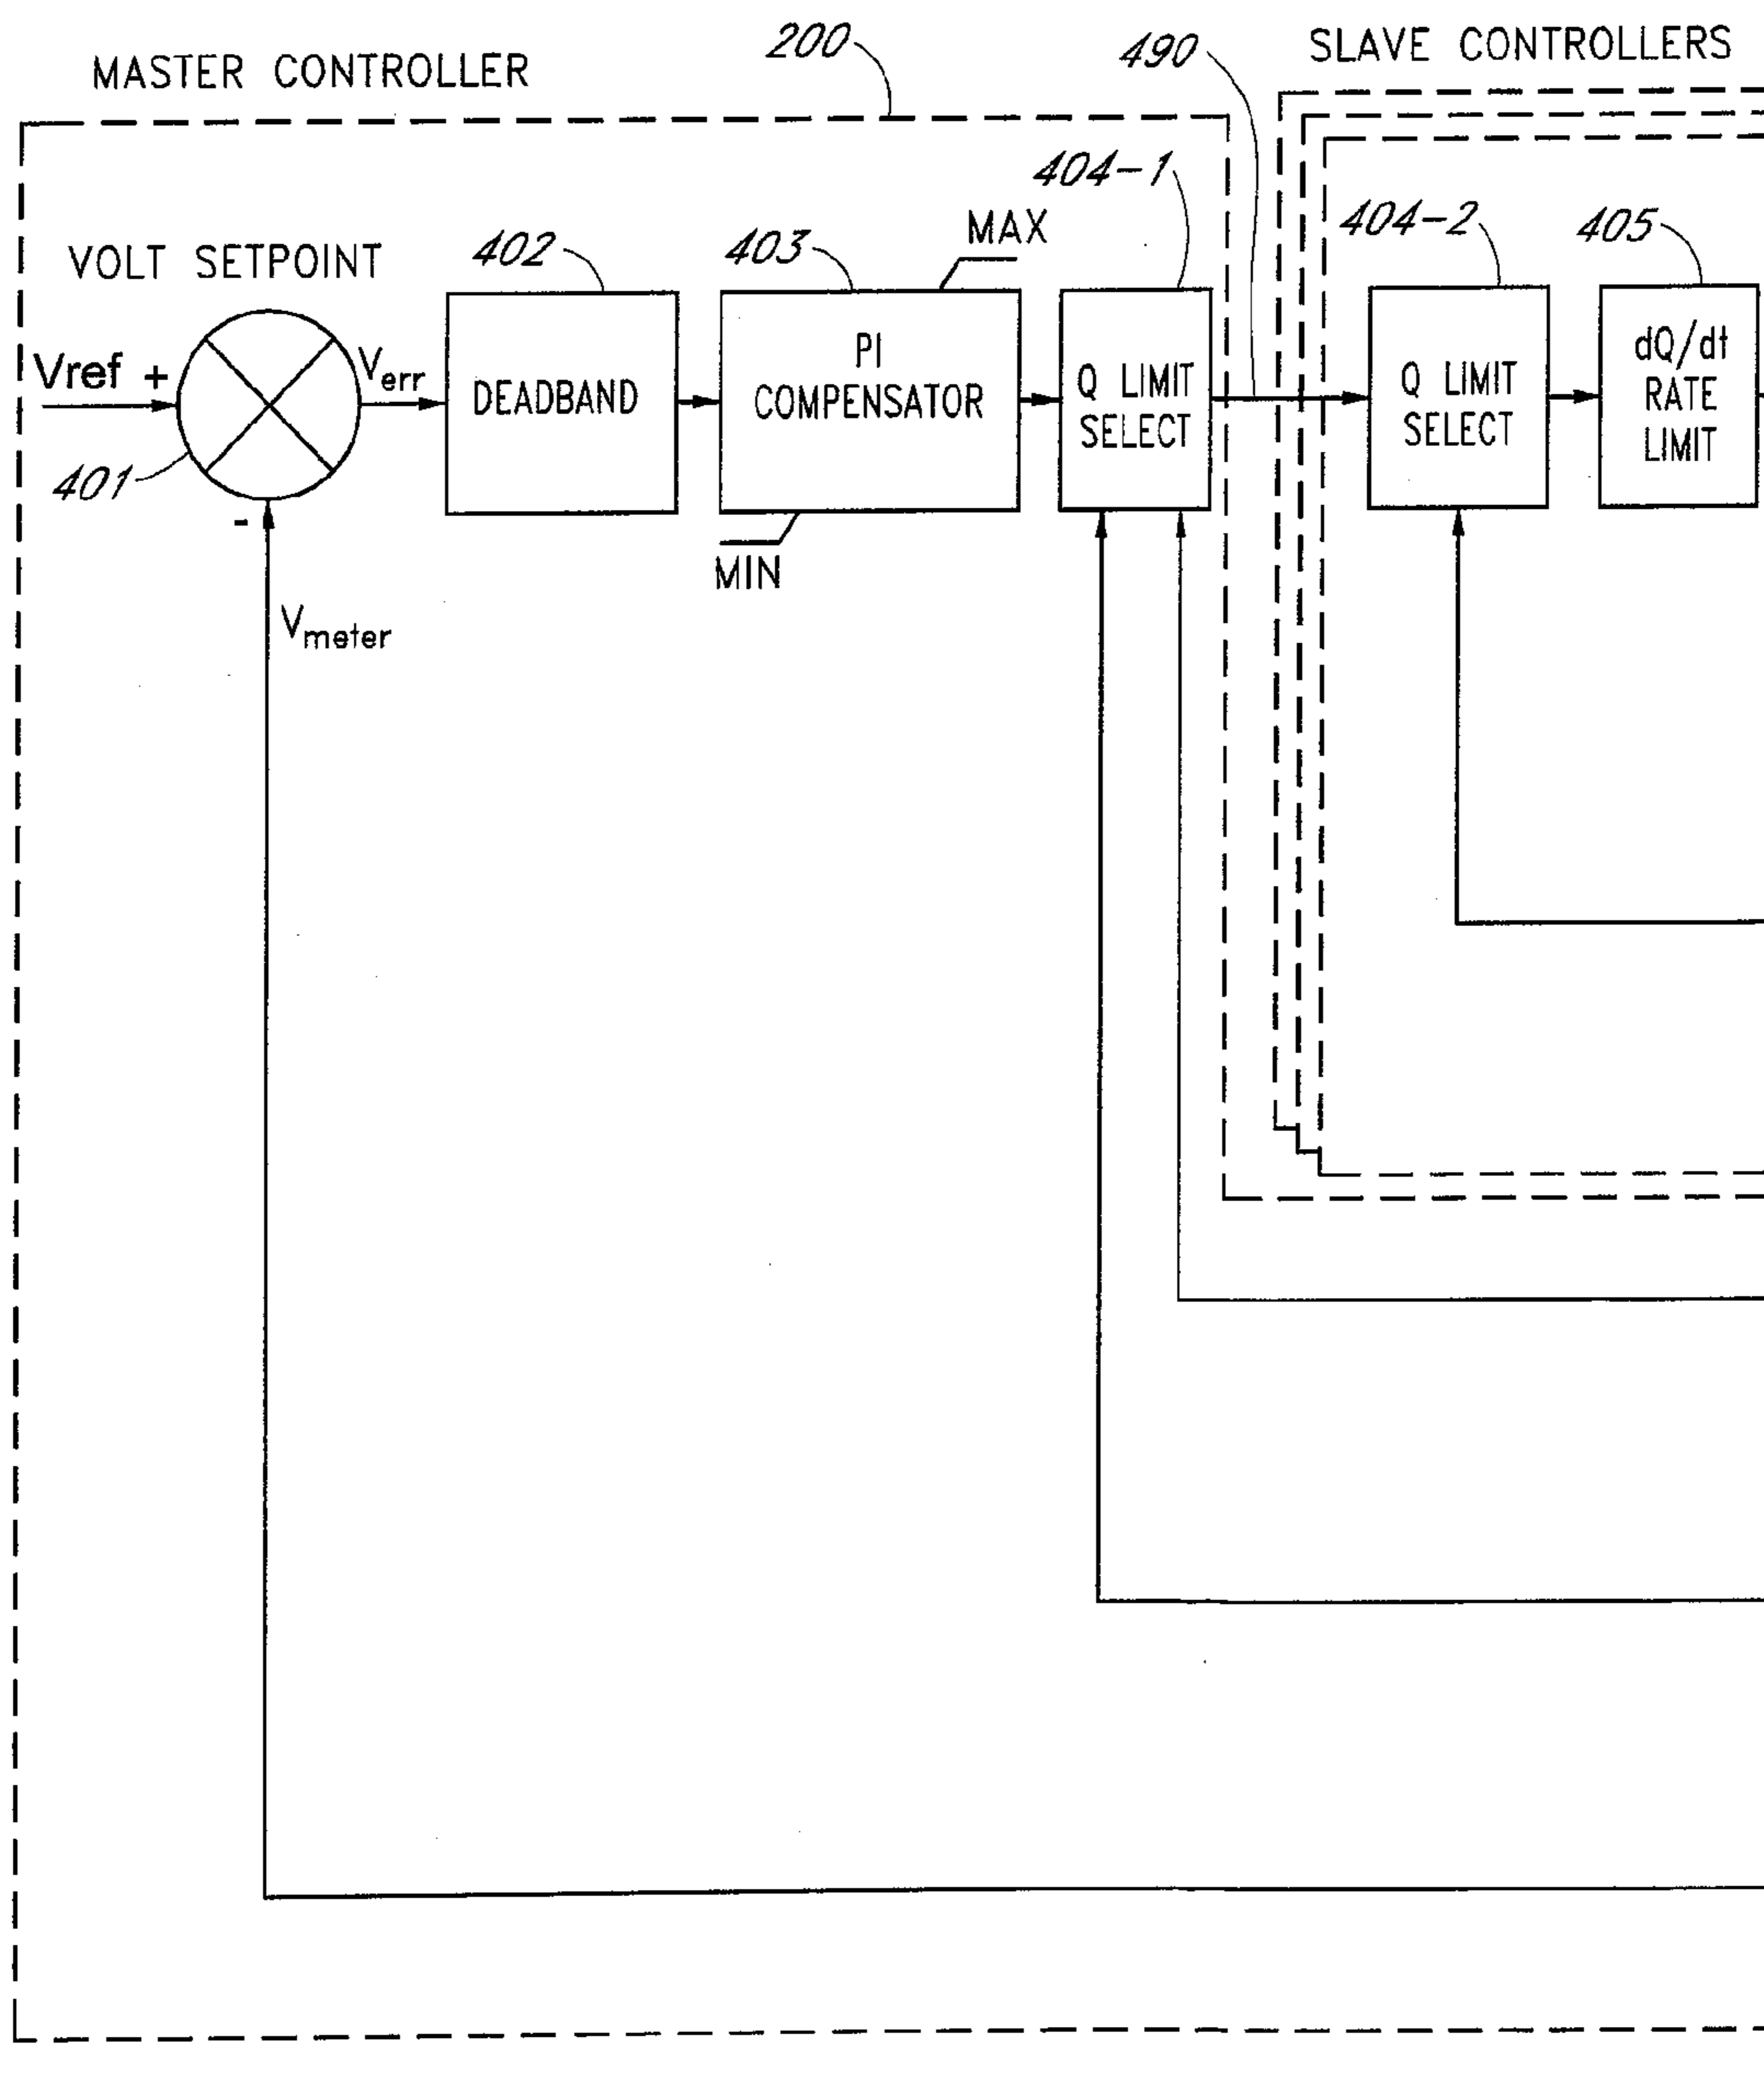 MASTER CONTROLLER
200
490
SLAVE CONTROLLERS
404-1
404-2
405
VOLT SETPOINT
402
403
MAX
Vref +
Verr
DEADBAND
PI
COMPENSATOR
Q LIMIT
SELECT
Q LIMIT
SELECT
dQ/dt
RATE
LIMIT
401
-
MIN
Vmeter